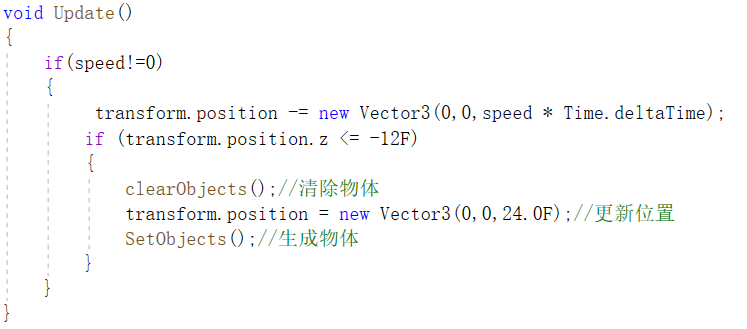 void Update()
{
if(speed!=0)
{
transform.position -= new Vector3(0,0,speed * Time.deltaTime);
if (transform.position.z <= -12F)
{
clearObjects();//清除物体
transform.position = new Vector3(0,0,24.0F);//更新位置
SetObjects();//生成物体
}
}
}